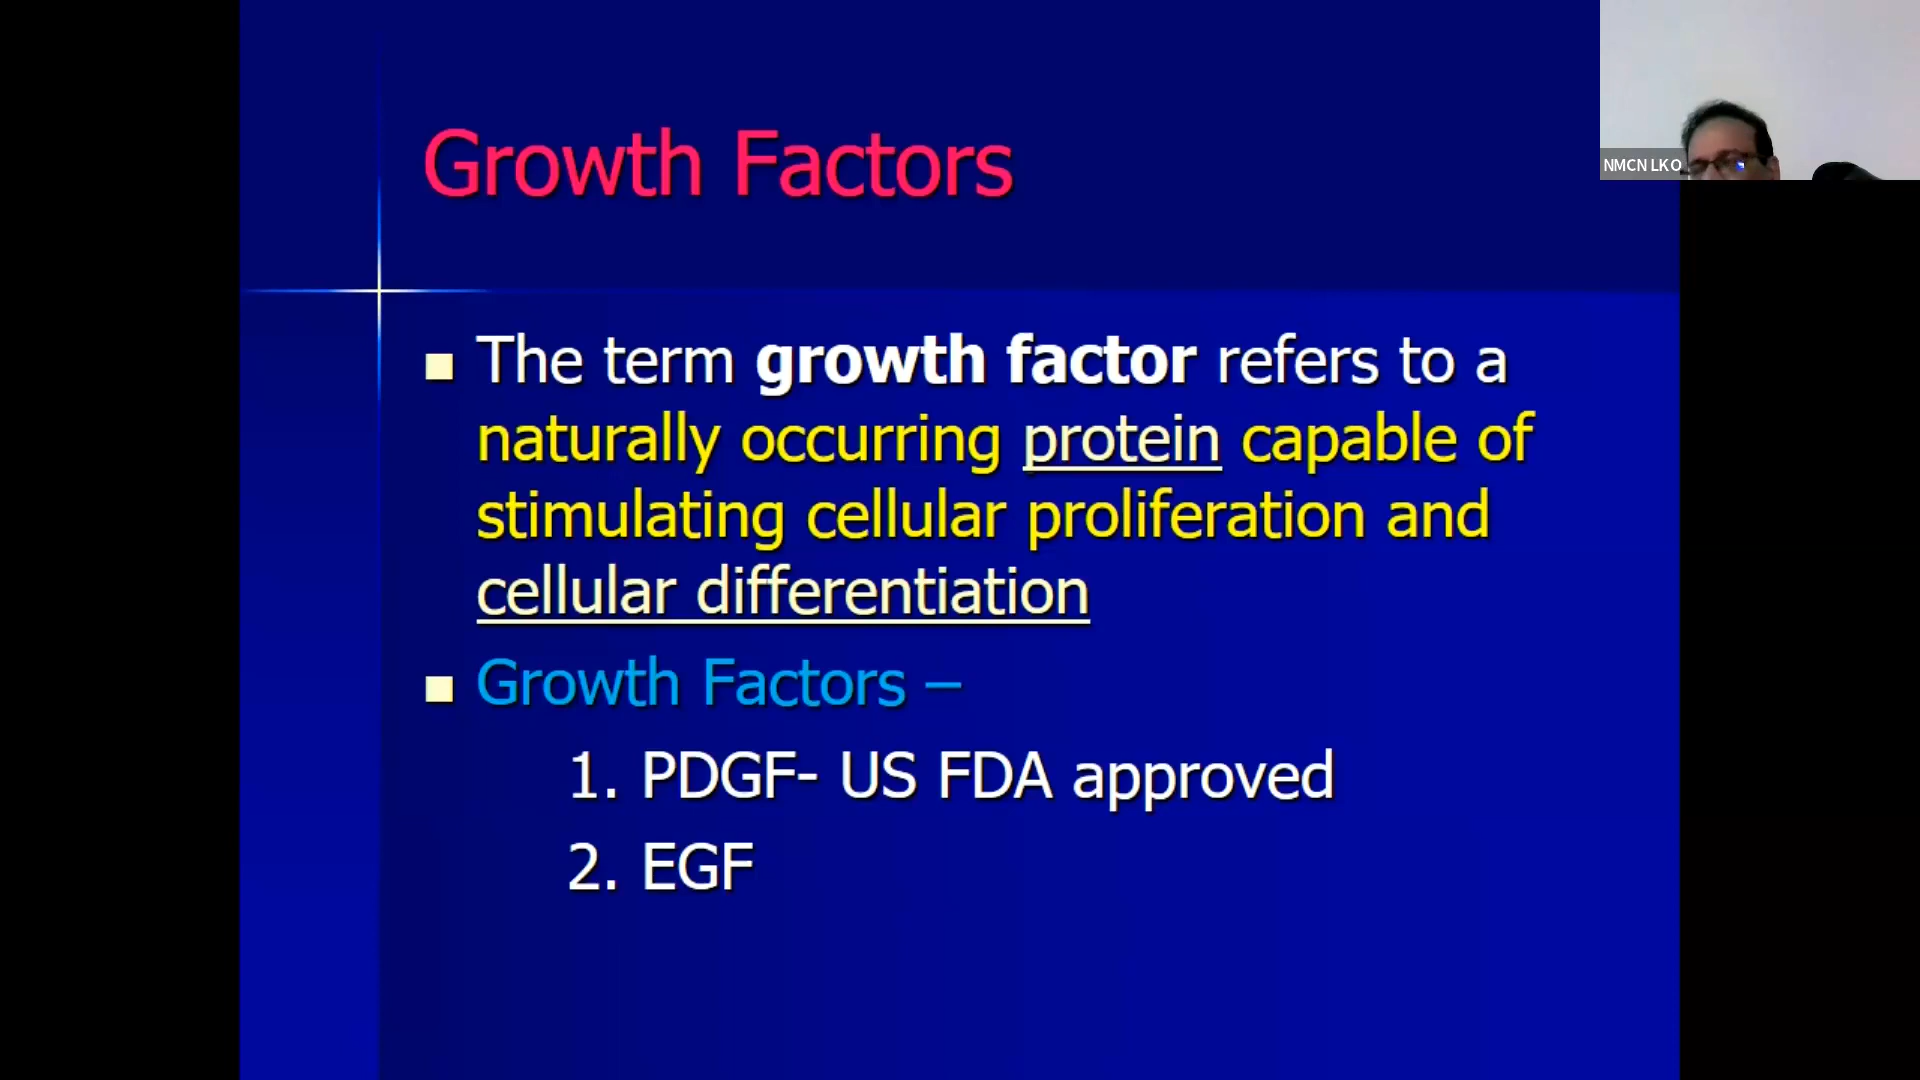 Growth Factors
NMCN LKO
The term growth factor refers to a
naturally occurring protein capable of
stimulating cellular proliferation and
cellular differentiation
Growth Factors –
1. PDGF- US FDA approved
2. EGF